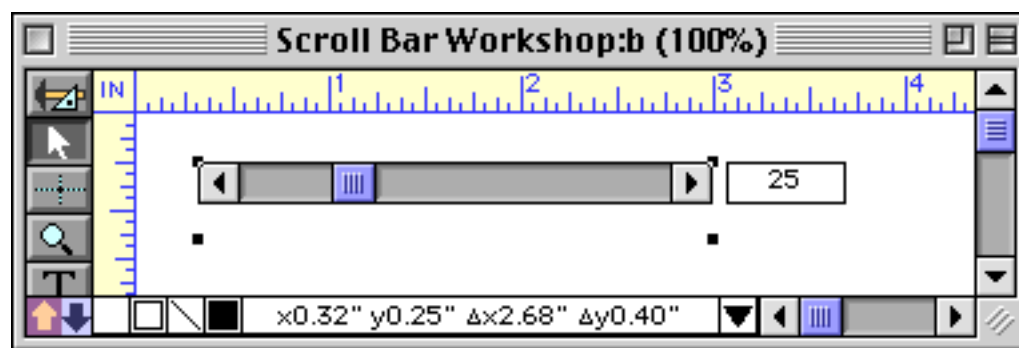 Scroll Bar Workshop:b (100%)
IN 1 2 3 4
25
T
x0.32" y0.25" Δx2.68" Δy0.40"